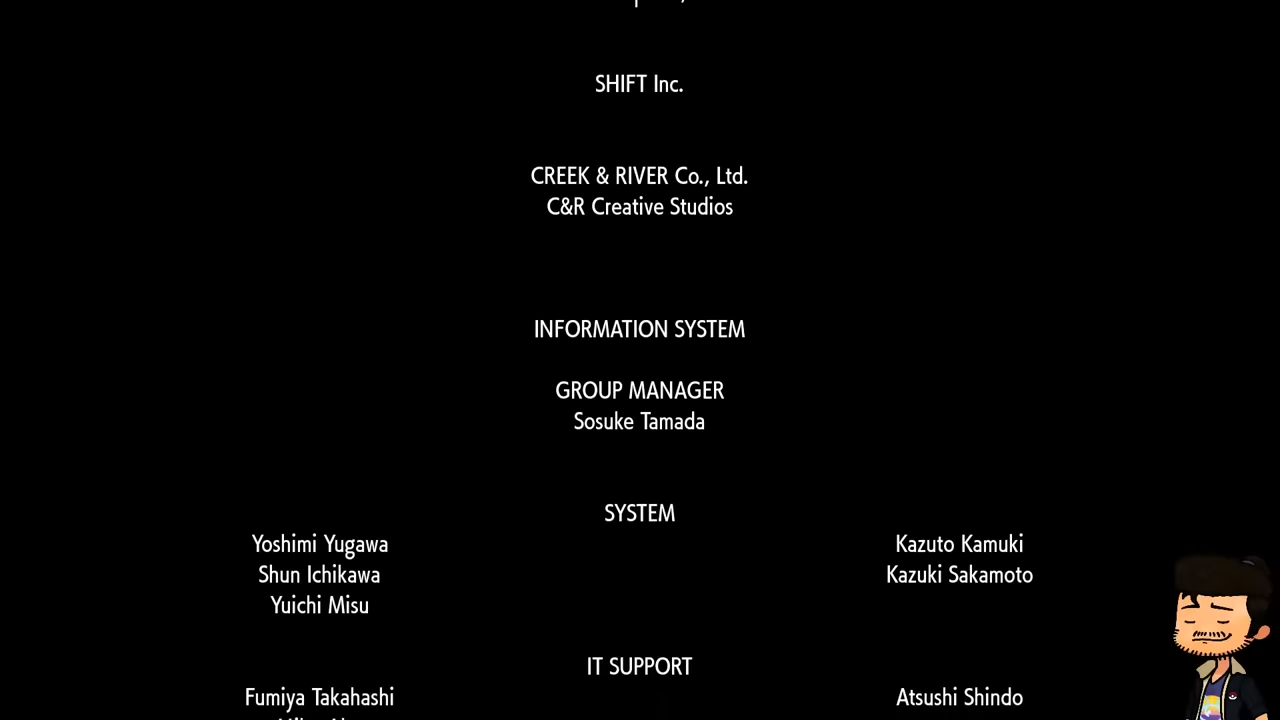 SHIFT Inc.
CREEK & RIVER Co., Ltd.
C&R Creative Studios
INFORMATION SYSTEM
GROUP MANAGER
Sosuke Tamada
SYSTEM
Yoshimi Yugawa
Kazuto Kamuki
Shun Ichikawa
Kazuki Sakamoto
Yuichi Misu
IT SUPPORT
Fumiya Takahashi
Atsushi Shindo